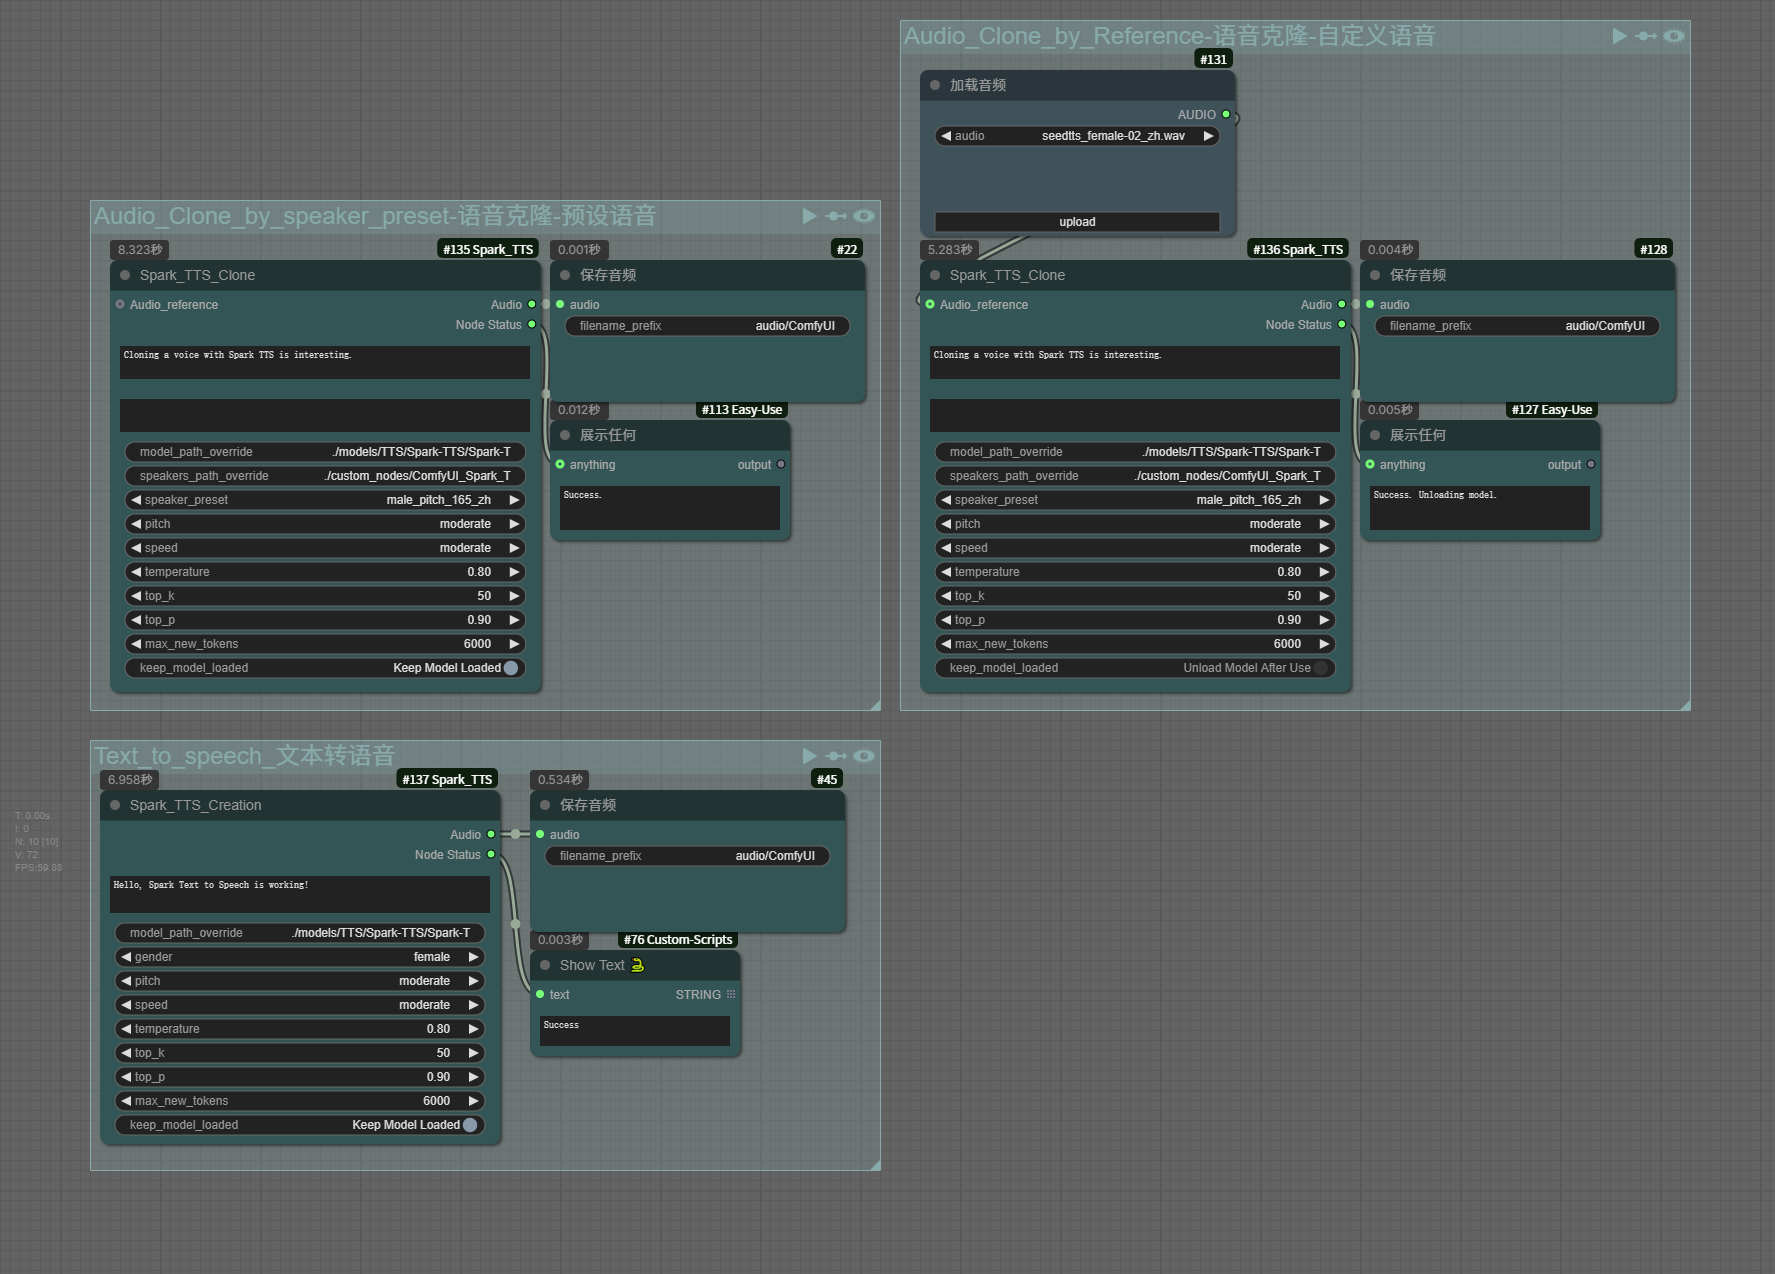 Audio_Clone_by_Reference-语音克隆-自定义语音
#131
加载音频
AUDIO
audio seedtts_female-02_zh.wav
upload
5.283秒 #136 Spark_TTS 0.004秒 #128
Spark_TTS_Clone 保存音频
Audio_reference Audio audio
Node Status filename_prefix audio/ComfyUI
Cloning a voice with Spark TTS is interesting.
0.005秒 #127 Easy-Use
展示任何
model_path_override ./models/TTS/Spark-TTS/Spark-T anything output
speakers_path_override ./custom_nodes/ComfyUI_Spark_T
speaker_preset male_pitch_165_zh Success. Unloading model.
pitch moderate
speed moderate
temperature 0.80
top_k 50
top_p 0.90
max_new_tokens 6000
keep_model_loaded Unload Model After Use
Audio_Clone_by_speaker_preset-语音克隆-预设语音
8.323秒 #135 Spark_TTS 0.001秒 #22
Spark_TTS_Clone 保存音频
Audio_reference Audio audio
Node Status filename_prefix audio/ComfyUI
Cloning a voice with Spark TTS is interesting.
0.012秒 #113 Easy-Use
展示任何
model_path_override ./models/TTS/Spark-TTS/Spark-T anything output
speakers_path_override ./custom_nodes/ComfyUI_Spark_T
speaker_preset male_pitch_165_zh Success.
pitch moderate
speed moderate
temperature 0.80
top_k 50
top_p 0.90
max_new_tokens 6000
keep_model_loaded Keep Model Loaded
Text_to_speech_文本转语音
6.958秒 #137 Spark_TTS 0.534秒 #45
Spark_TTS_Creation 保存音频
Audio audio
Node Status filename_prefix audio/ComfyUI
Hello, Spark Text to Speech is working!
model_path_override ./models/TTS/Spark-TTS/Spark-T 0.003秒 #76 Custom-Scripts
gender female Show Text 🐍
pitch moderate text STRING
speed moderate
temperature 0.80 Success
top_k 50
top_p 0.90
max_new_tokens 6000
keep_model_loaded Keep Model Loaded
T: 0.00s
I: 0
N: 10 [10]
V: 72
FPS:59.88